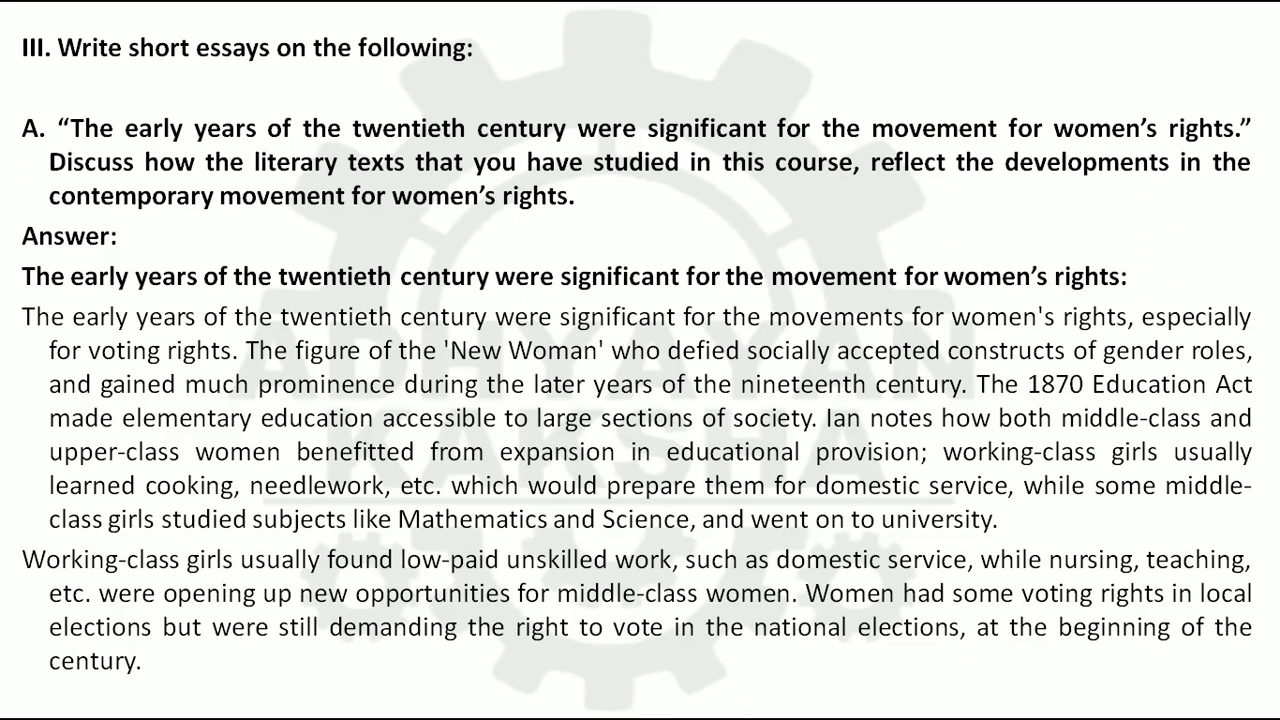 III. Write short essays on the following:
A. “The early years of the twentieth century were significant for the movement for women’s rights.”
Discuss how the literary texts that you have studied in this course, reflect the developments in the
contemporary movement for women’s rights.
Answer:
The early years of the twentieth century were significant for the movement for women’s rights:
The early years of the twentieth century were significant for the movements for women's rights, especially
for voting rights. The figure of the 'New Woman' who defied socially accepted constructs of gender roles,
and gained much prominence during the later years of the nineteenth century. The 1870 Education Act
made elementary education accessible to large sections of society. Ian notes how both middle-class and
upper-class women benefitted from expansion in educational provision; working-class girls usually
learned cooking, needlework, etc. which would prepare them for domestic service, while some middle-
class girls studied subjects like Mathematics and Science, and went on to university.
Working-class girls usually found low-paid unskilled work, such as domestic service, while nursing, teaching,
etc. were opening up new opportunities for middle-class women. Women had some voting rights in local
elections but were still demanding the right to vote in the national elections, at the beginning of the
century.
ADHYAYAN
KAKSHA